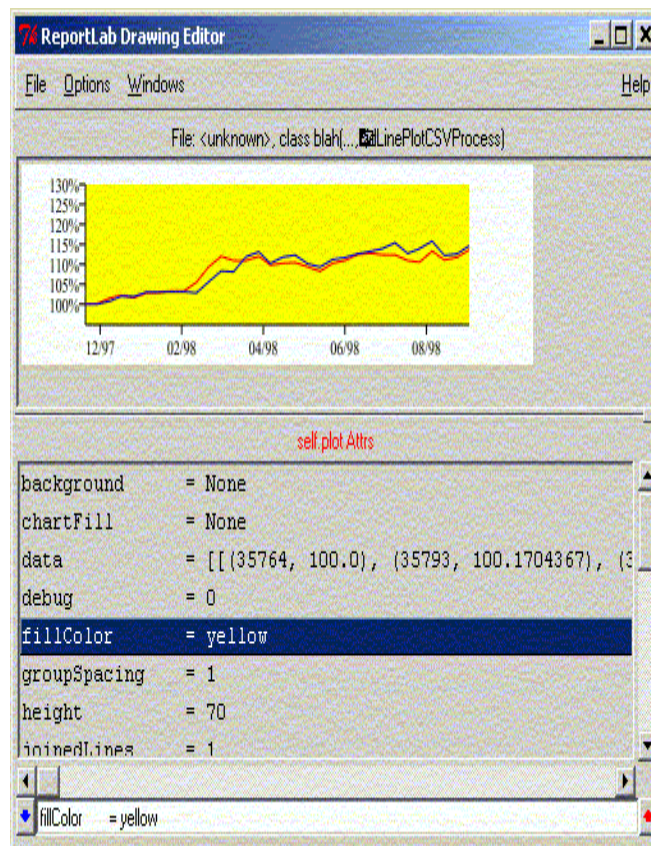 ReportLab Drawing Editor
File Options Windows Help
File: <unknown>, class blah(..., LinePlotCSVProcess)
130%
125%
120%
115%
110%
105%
100%
12/97 02/98 04/98 06/98 08/98
self.plot Attrs
background = None
chartFill = None
data = [[(35764, 100.0), (35793, 100.1704367), (3
debug = 0
fillColor = yellow
groupSpacing = 1
height = 70
joinedLines = 1
fillColor = yellow